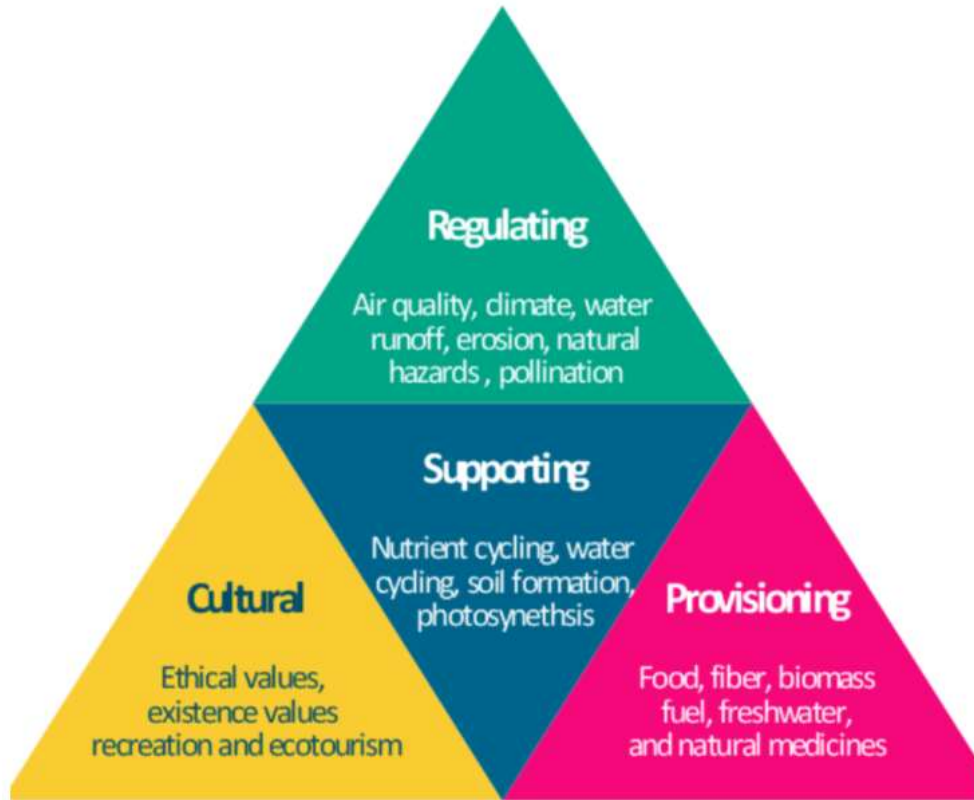 Regulating
Air quality, climate, water
runoff, erosion, natural
hazards , pollination
Supporting
Nutrient cycling, water
cycling, soil formation,
photosynethsis
Cultural
Ethical values,
existence values
recreation and ecotourism
Provisioning
Food, fiber, biomass
fuel, freshwater,
and natural medicines